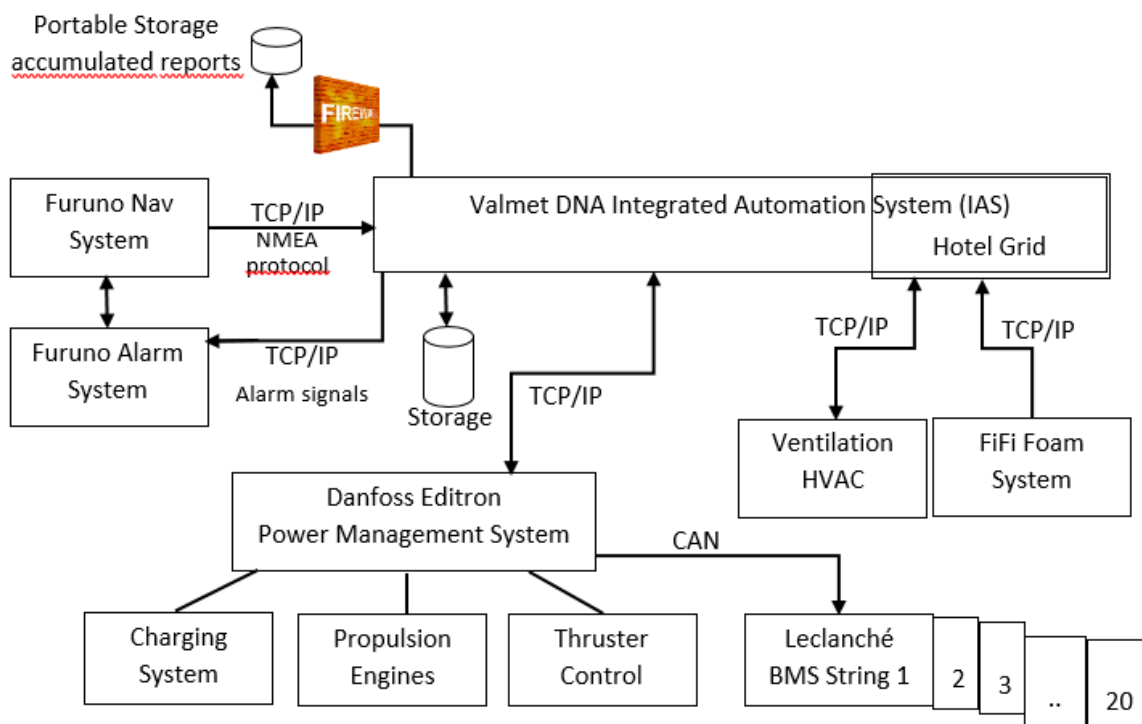 Portable Storage
accumulated reports
FIREWALL
Furuno Nav
System
TCP/IP
NMEA
protocol
Valmet DNA Integrated Automation System (IAS)
Hotel Grid
Furuno Alarm
System
TCP/IP
Alarm signals
Storage
TCP/IP
TCP/IP
TCP/IP
Ventilation
HVAC
FiFi Foam
System
Danfoss Editron
Power Management System
CAN
Charging
System
Propulsion
Engines
Thruster
Control
Leclanché
BMS String 1
2
3
..
20